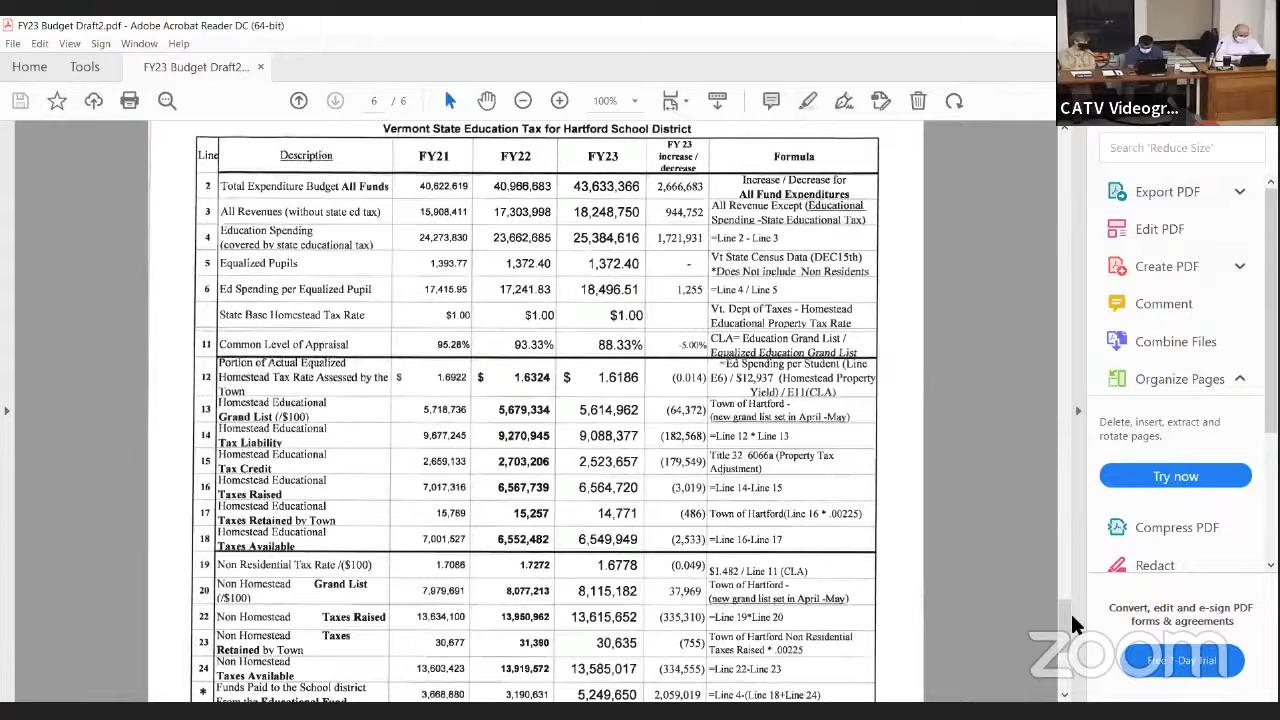 FY23 Budget Draft2.pdf - Adobe Acrobat Reader DC (64-bit)
File Edit View Sign Window Help
Home Tools FY23 Budget Draft2... ×
6 / 6 100%
CATV Videogr...
Vermont State Education Tax for Hartford School District
Line Description FY21 FY22 FY23 FY 23 increase / decrease Formula
2 Total Expenditure Budget All Funds 40,622,619 40,966,683 43,633,366 2,666,683 Increase / Decrease for All Fund Expenditures
3 All Revenues (without state ed tax) 15,908,411 17,303,998 18,248,750 944,752 All Revenue Except (Educational Spending -State Educational Tax)
4 Education Spending (covered by state educational tax) 24,273,830 23,662,685 25,384,616 1,721,931 =Line 2 - Line 3
5 Equalized Pupils 1,393.77 1,372.40 1,372.40 - Vt State Census Data (DEC15th) *Does Not include Non Residents
6 Ed Spending per Equalized Pupil 17,415.95 17,241.83 18,496.51 1,255 =Line 4 / Line 5
State Base Homestead Tax Rate $1.00 $1.00 $1.00 Vt. Dept of Taxes - Homestead Educational Property Tax Rate
11 Common Level of Appraisal 95.28% 93.33% 88.33% -5.00% CLA= Education Grand List / Equalized Education Grand List
12 Portion of Actual Equalized Homestead Tax Rate Assessed by the Town $ 1.6922 $ 1.6324 $ 1.6186 (0.014) =Ed Spending per Student (Line E6) / $12,937 (Homestead Property Yield) / E11(CLA)
13 Homestead Educational Grand List (/$100) 5,718,736 5,679,334 5,614,962 (64,372) Town of Hartford - (new grand list set in April -May)
14 Homestead Educational Tax Liability 9,677,245 9,270,945 9,088,377 (182,568) =Line 12 * Line 13
15 Homestead Educational Tax Credit 2,659,133 2,703,206 2,523,657 (179,549) Title 32 6066a (Property Tax Adjustment)
16 Homestead Educational Taxes Raised 7,017,316 6,567,739 6,564,720 (3,019) =Line 14-Line 15
17 Homestead Educational Taxes Retained by Town 15,789 15,257 14,771 (486) Town of Hartford(Line 16 * .00225)
18 Homestead Educational Taxes Available 7,001,527 6,552,482 6,549,949 (2,533) =Line 16-Line 17
19 Non Residential Tax Rate /($100) 1.7086 1.7272 1.6778 (0.049) $1.482 / Line 11 (CLA)
20 Non Homestead Grand List (/$100) 7,979,691 8,077,213 8,115,182 37,969 Town of Hartford - (new grand list set in April -May)
22 Non Homestead Taxes Raised 13,634,100 13,950,962 13,615,652 (335,310) =Line 19*Line 20
23 Non Homestead Taxes Retained by Town 30,677 31,390 30,635 (755) Town of Hartford Non Residential Taxes Raised * .00225
24 Non Homestead Taxes Available 13,603,423 13,919,572 13,585,017 (334,555) =Line 22-Line 23
* Funds Paid to the School district From the Educational Fund 3,668,880 3,190,631 5,249,650 2,059,019 =Line 4-(Line 18+Line 24)
Search 'Reduce Size'
Export PDF
Edit PDF
Create PDF
Comment
Combine Files
Organize Pages
Delete, insert, extract and
rotate pages.
Try now
Compress PDF
Redact
Convert, edit and e-sign PDF
forms & agreements
Free 7-Day Trial
zoom